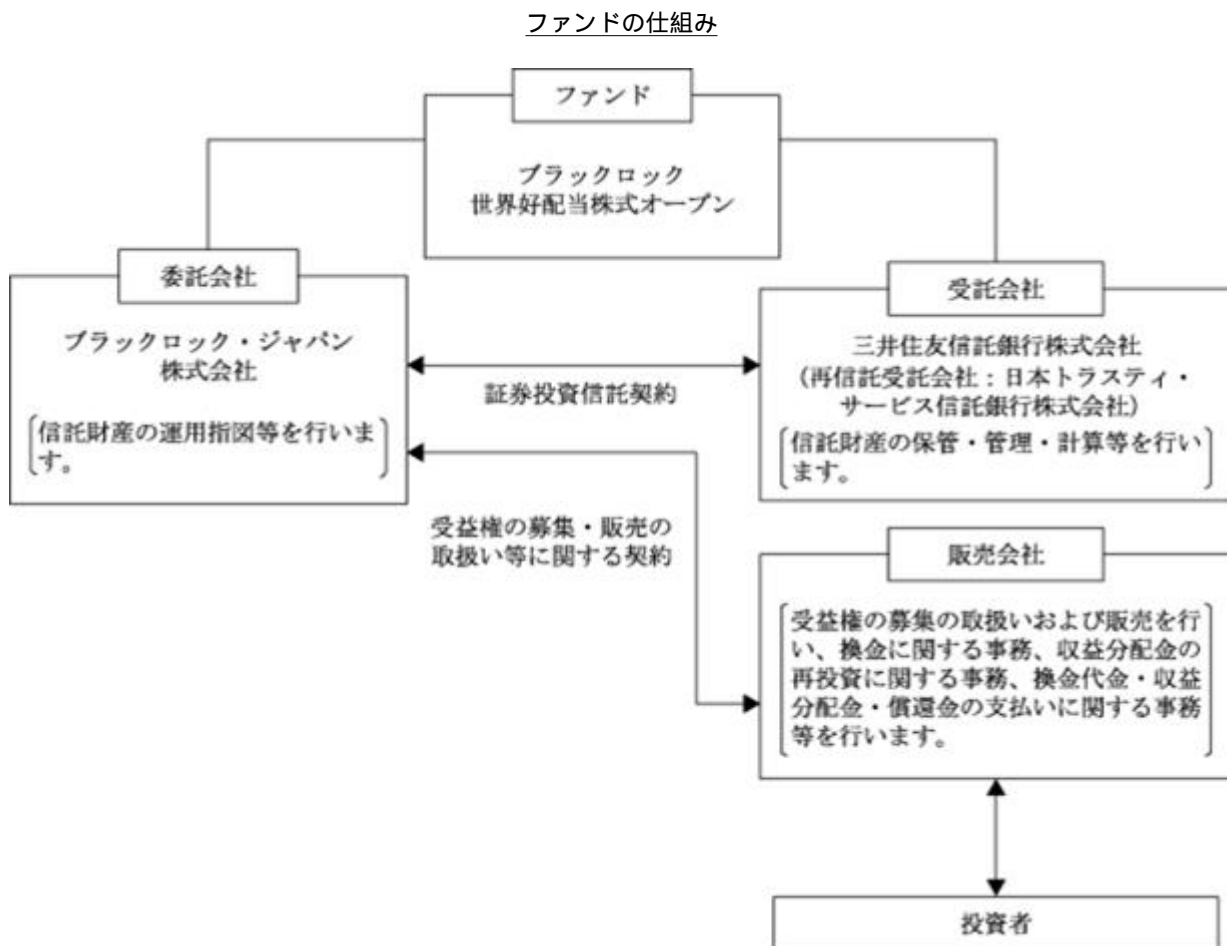 ファンドの仕組み
ファンド
ブラックロック
世界好配当株式オープン
委託会社
ブラックロック・ジャパン
株式会社
信託財産の運用指図等を行いま
す。
証券投資信託契約
受託会社
三井住友信託銀行株式会社
（再信託受託会社：日本トラスティ・
サービス信託銀行株式会社）
信託財産の保管・管理・計算等を行い
ます。
受益権の募集・販売の
取扱い等に関する契約
販売会社
受益権の募集の取扱いおよび販売を行
い、換金に関する事務、収益分配金の
再投資に関する事務、換金代金・収益
分配金・償還金の支払いに関する事務
等を行います。
投資者